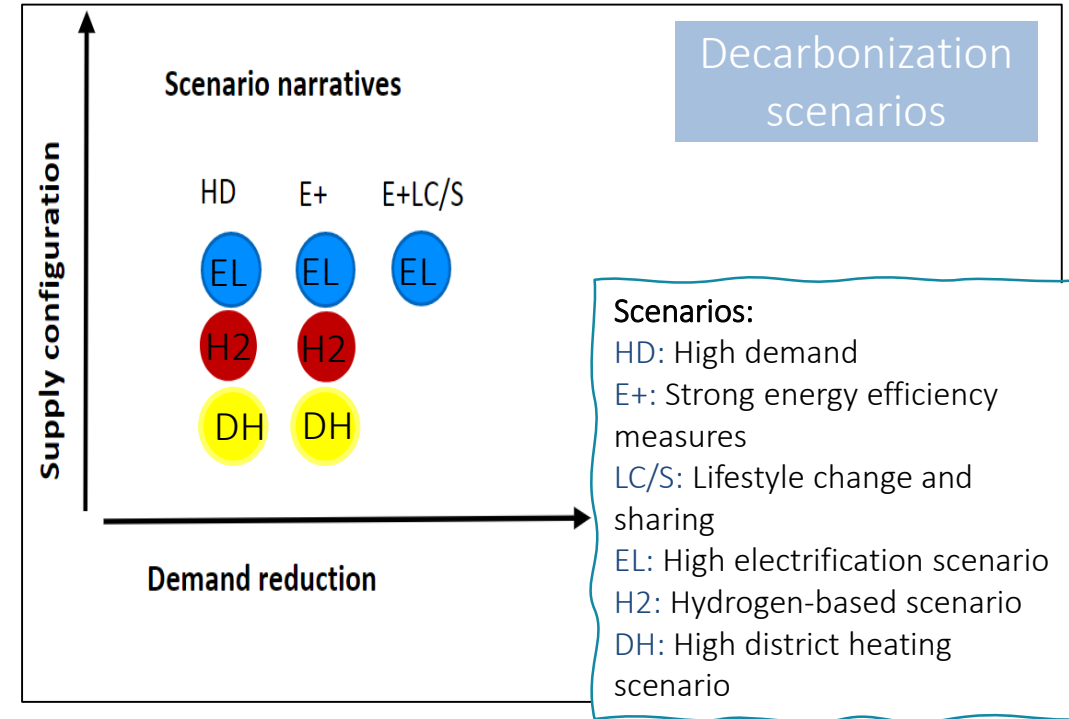 Decarbonization
scenarios
Scenario narratives
Supply configuration
HD E+ E+LC/S
EL EL EL
H2 H2
DH DH
Demand reduction
Scenarios:
HD: High demand
E+: Strong energy efficiency
measures
LC/S: Lifestyle change and
sharing
EL: High electrification scenario
H2: Hydrogen-based scenario
DH: High district heating
scenario